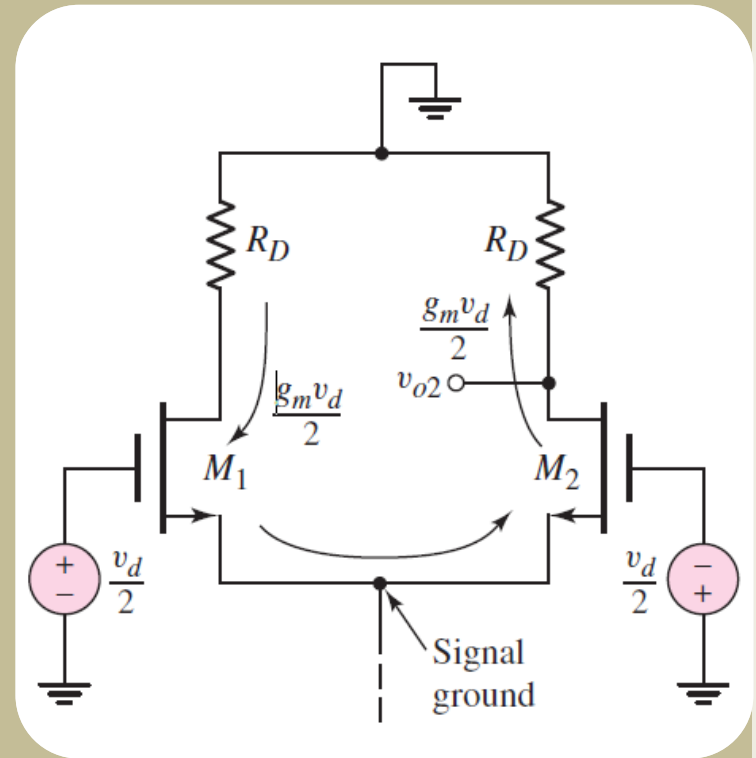 R_D
R_D
g_m v_d
2
g_m v_d
2
v_o2
M_1
M_2
+
−
v_d
2
v_d
2
−
+
Signal
ground